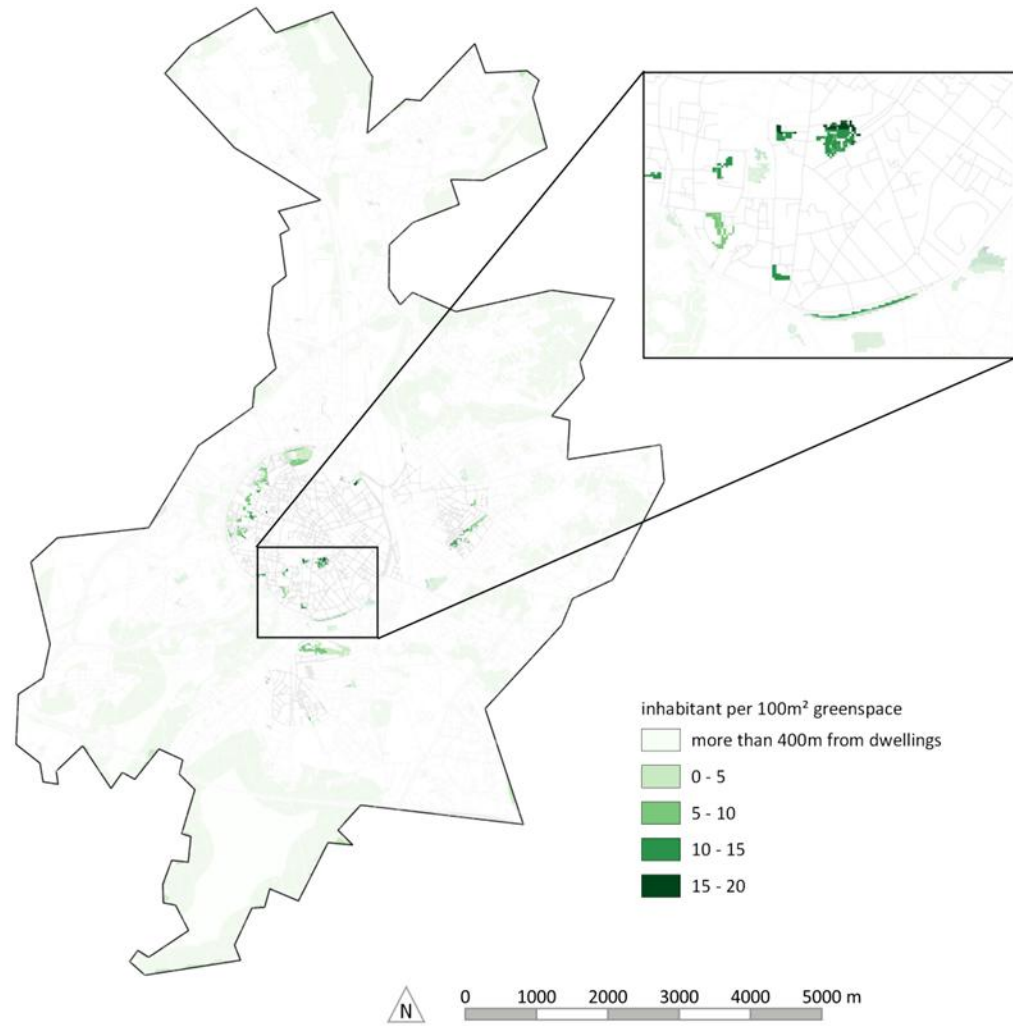 inhabitant per 100m² greenspace
more than 400m from dwellings
0 - 5
5 - 10
10 - 15
15 - 20
N
0 1000 2000 3000 4000 5000 m